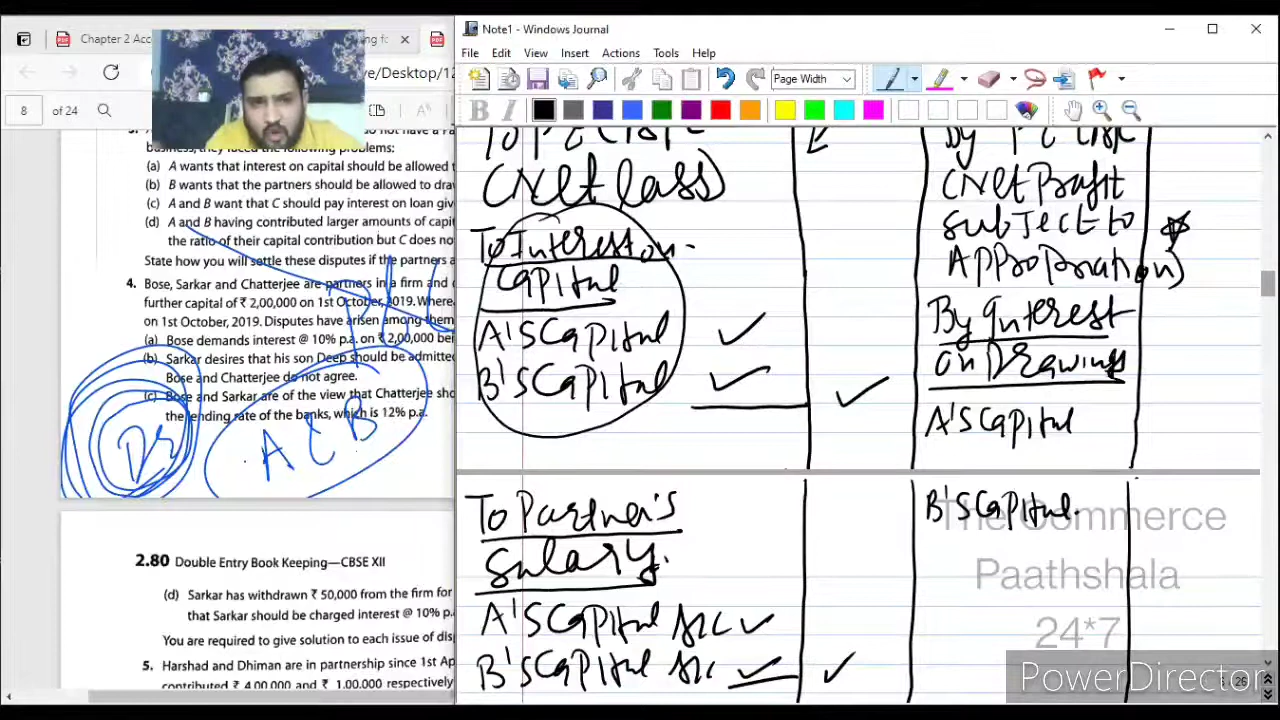 Chapter 2 Acc
ng fo
ve/Desktop/12
8 of 24
do not have a Pa
business, they faced the following problems:
(a) A wants that interest on capital should be allowed
(b) B wants that the partners should be allowed to dra
(c) A and B want that C should pay interest on loan giv
(d) A and B having contributed larger amounts of capi
the ratio of their capital contribution but C does no
State how you will settle these disputes if the partners a
4. Bose, Sarkar and Chatterjee are partners in a firm and
further capital of ₹ 2,00,000 on 1st October, 2019. Where
on 1st October, 2019. Disputes have arisen among them
(a) Bose demands interest @ 10% p.a. on ₹ 2,00,000 bei
(b) Sarkar desires that his son Deep should be admitted
Bose and Chatterjee do not agree.
(c) Bose and Sarkar are of the view that Chatterjee sho
the lending rate of the banks, which is 12% p.a.
Dr
A & B
2.80 Double Entry Book Keeping—CBSE XII
(d) Sarkar has withdrawn ₹ 50,000 from the firm for
that Sarkar should be charged interest @ 10% p.a
You are required to give solution to each issue of disp
5. Harshad and Dhiman are in partnership since 1st Ap
contributed ₹ 4,00,000 and ₹ 1,00,000 respectively
Note1 - Windows Journal
File Edit View Insert Actions Tools Help
Page Width
(Net loss)
To Interest on
Capital
A'S Capital
B'S Capital
To Partner's
Salary
A'S Capital A/c
B'S Capital A/c
(Net Profit
Subject to
Appropriation)
By Interest
on Drawings
A'S Capital
B'S Capital
The Commerce
Paathshala
24*7
PowerDirector